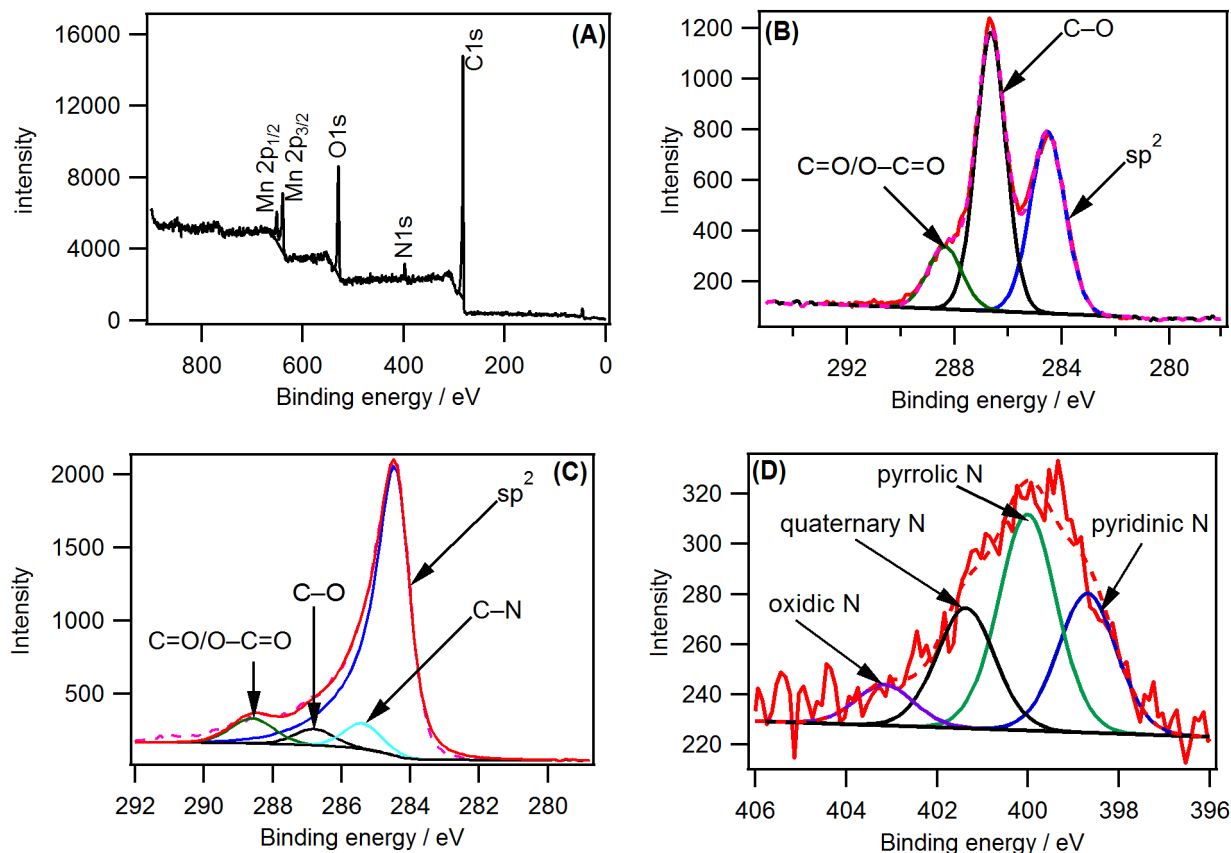 (A)
16000
12000
8000
4000
0
intensity
Mn 2p1/2
Mn 2p3/2
O1s
N1s
C1s
800 600 400 200 0
Binding energy / eV
(B)
1200
1000
800
600
400
200
Intensity
C–O
C=O/O–C=O
sp2
292 288 284 280
Binding energy / eV
(C)
2000
1500
1000
500
Intensity
sp2
C–O
C–N
C=O/O–C=O
292 290 288 286 284 282 280
Binding energy / eV
(D)
320
300
280
260
240
220
Intensity
pyrrolic N
quaternary N
pyridinic N
oxidic N
406 404 402 400 398 396
Binding energy / eV